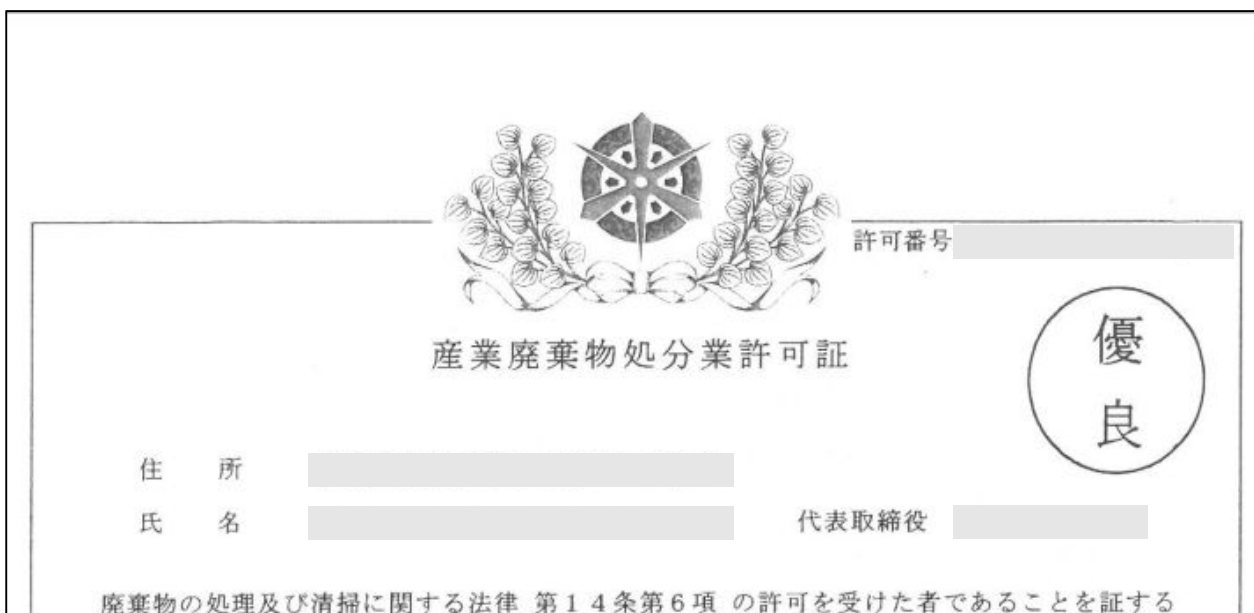 許可番号
優良
産業廃棄物処分業許可証
住 所
氏 名 代表取締役
廃棄物の処理及び清掃に関する法律 第14条第6項 の許可を受けた者であることを証する